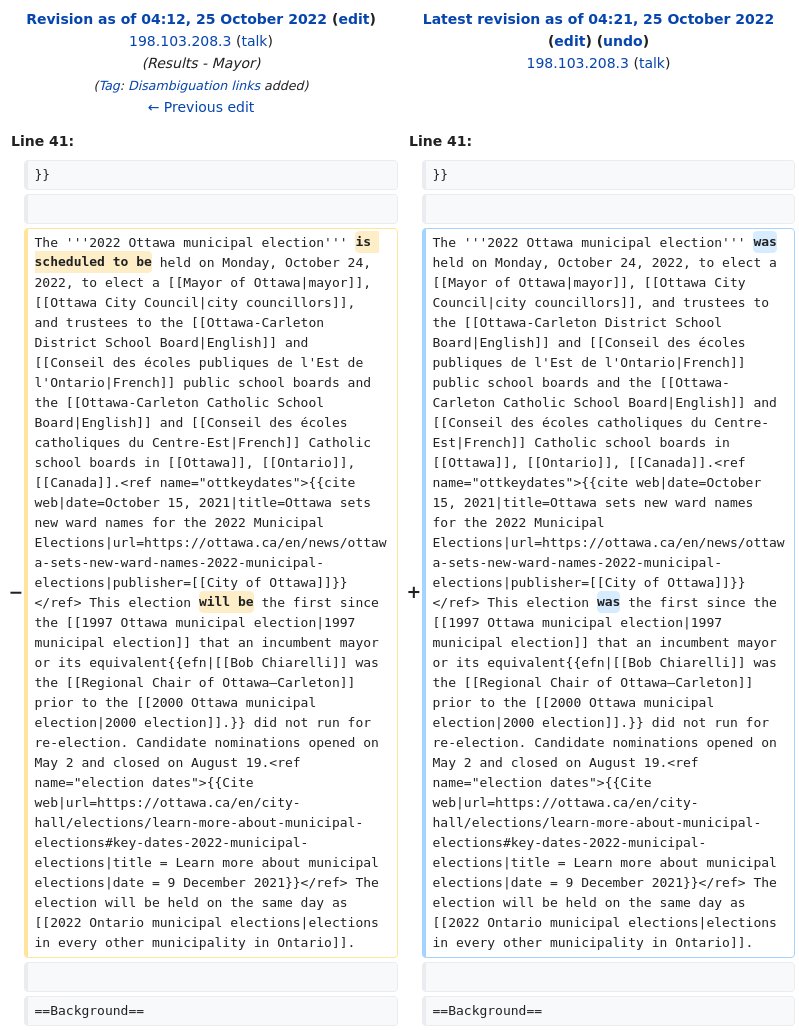 Revision as of 04:12, 25 October 2022 (edit)
198.103.208.3 (talk)
(Results - Mayor)
(Tag: Disambiguation links added)
← Previous edit
Latest revision as of 04:21, 25 October 2022
(edit) (undo)
198.103.208.3 (talk)
Line 41:
Line 41:
}}
}}
−
The '''2022 Ottawa municipal election''' is
scheduled to be held on Monday, October 24,
2022, to elect a [[Mayor of Ottawa|mayor]],
[[Ottawa City Council|city councillors]],
and trustees to the [[Ottawa-Carleton
District School Board|English]] and
[[Conseil des écoles publiques de l'Est de
l'Ontario|French]] public school boards and
the [[Ottawa-Carleton Catholic School
Board|English]] and [[Conseil des écoles
catholiques du Centre-Est|French]] Catholic
school boards in [[Ottawa]], [[Ontario]],
[[Canada]].<ref name="ottkeydates">{{cite
web|date=October 15, 2021|title=Ottawa sets
new ward names for the 2022 Municipal
Elections|url=https://ottawa.ca/en/news/ottaw
a-sets-new-ward-names-2022-municipal-
elections|publisher=[[City of Ottawa]]}}
</ref> This election will be the first since
the [[1997 Ottawa municipal election|1997
municipal election]] that an incumbent mayor
or its equivalent{{efn|[[Bob Chiarelli]] was
the [[Regional Chair of Ottawa–Carleton]]
prior to the [[2000 Ottawa municipal
election|2000 election]].}} did not run for
re-election. Candidate nominations opened on
May 2 and closed on August 19.<ref
name="election dates">{{Cite
web|url=https://ottawa.ca/en/city-
hall/elections/learn-more-about-municipal-
elections#key-dates-2022-municipal-
elections|title = Learn more about municipal
elections|date = 9 December 2021}}</ref> The
election will be held on the same day as
[[2022 Ontario municipal elections|elections
in every other municipality in Ontario]].
+
The '''2022 Ottawa municipal election''' was
held on Monday, October 24, 2022, to elect a
[[Mayor of Ottawa|mayor]], [[Ottawa City
Council|city councillors]], and trustees to
the [[Ottawa-Carleton District School
Board|English]] and [[Conseil des écoles
publiques de l'Est de l'Ontario|French]]
public school boards and the [[Ottawa-
Carleton Catholic School Board|English]] and
[[Conseil des écoles catholiques du Centre-
Est|French]] Catholic school boards in
[[Ottawa]], [[Ontario]], [[Canada]].<ref
name="ottkeydates">{{cite web|date=October
15, 2021|title=Ottawa sets new ward names
for the 2022 Municipal
Elections|url=https://ottawa.ca/en/news/ottaw
a-sets-new-ward-names-2022-municipal-
elections|publisher=[[City of Ottawa]]}}
</ref> This election was the first since the
[[1997 Ottawa municipal election|1997
municipal election]] that an incumbent mayor
or its equivalent{{efn|[[Bob Chiarelli]] was
the [[Regional Chair of Ottawa–Carleton]]
prior to the [[2000 Ottawa municipal
election|2000 election]].}} did not run for
re-election. Candidate nominations opened on
May 2 and closed on August 19.<ref
name="election dates">{{Cite
web|url=https://ottawa.ca/en/city-
hall/elections/learn-more-about-municipal-
elections#key-dates-2022-municipal-
elections|title = Learn more about municipal
elections|date = 9 December 2021}}</ref> The
election will be held on the same day as
[[2022 Ontario municipal elections|elections
in every other municipality in Ontario]].
==Background==
==Background==